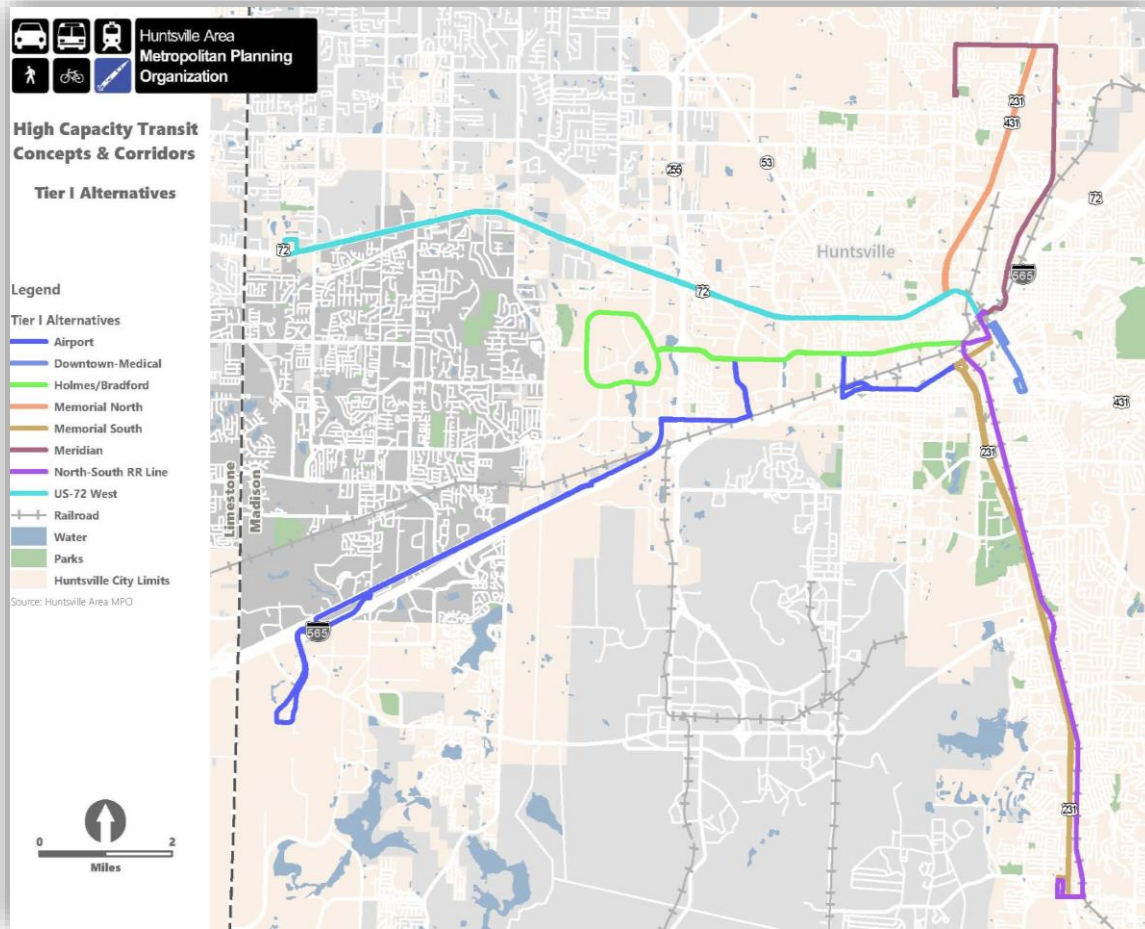 Huntsville Area
Metropolitan Planning
Organization
High Capacity Transit
Concepts & Corridors
Tier I Alternatives
Legend
Tier I Alternatives
Airport
Downtown-Medical
Holmes/Bradford
Memorial North
Memorial South
Meridian
North-South RR Line
US-72 West
Railroad
Water
Parks
Huntsville City Limits
Source: Huntsville Area MPO
0 2
Miles
Limestone
Madison
Huntsville
231
431
53
255
72
72
72
565
431
231
565
231